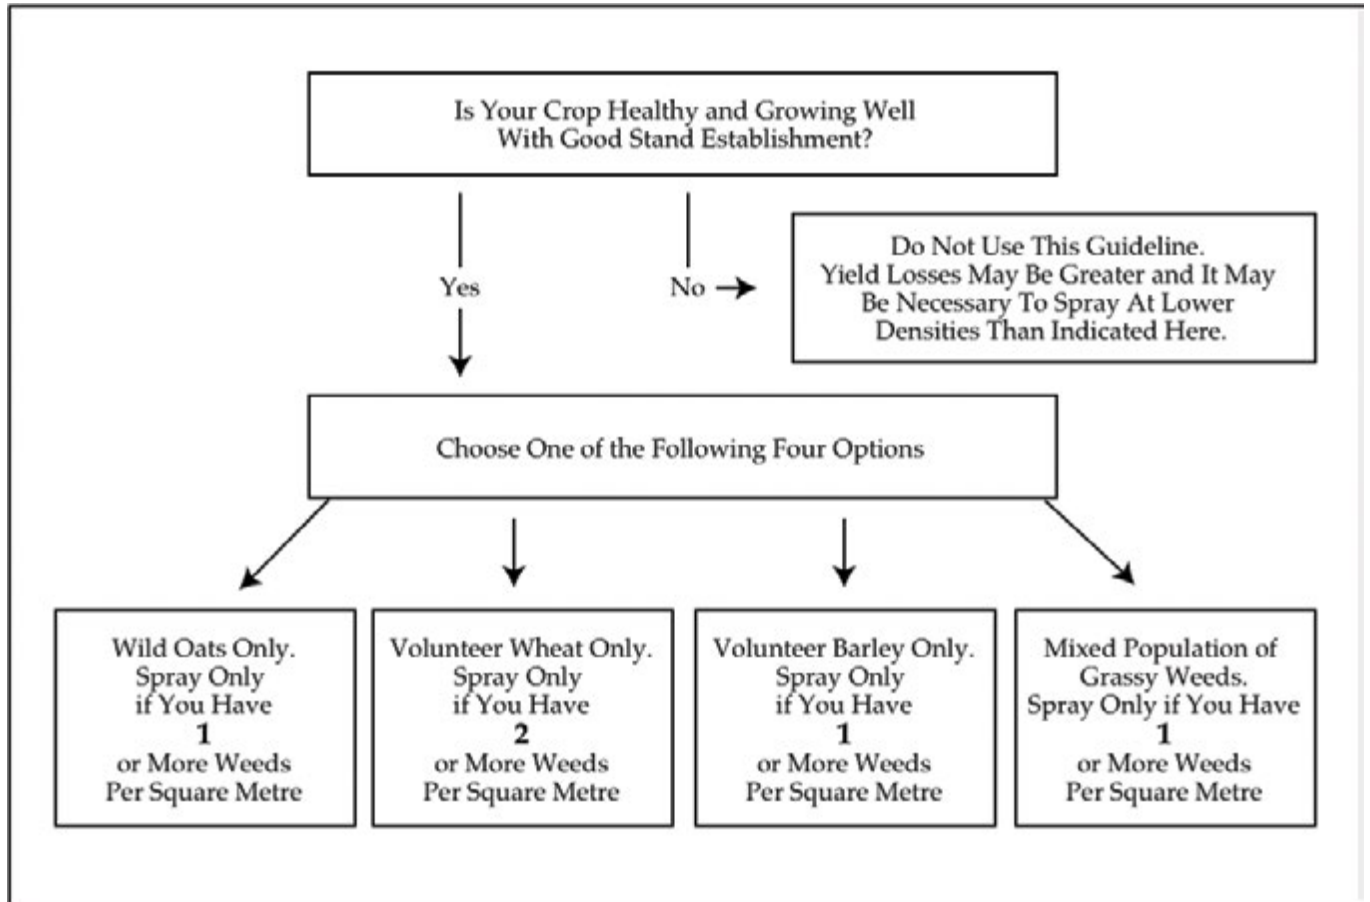 Is Your Crop Healthy and Growing Well
With Good Stand Establishment?
Yes
No
Do Not Use This Guideline.
Yield Losses May Be Greater and It May
Be Necessary To Spray At Lower
Densities Than Indicated Here.
Choose One of the Following Four Options
Wild Oats Only.
Spray Only
if You Have
1
or More Weeds
Per Square Metre
Volunteer Wheat Only.
Spray Only
if You Have
2
or More Weeds
Per Square Metre
Volunteer Barley Only.
Spray Only
if You Have
1
or More Weeds
Per Square Metre
Mixed Population of
Grassy Weeds.
Spray Only if You Have
1
or More Weeds
Per Square Metre